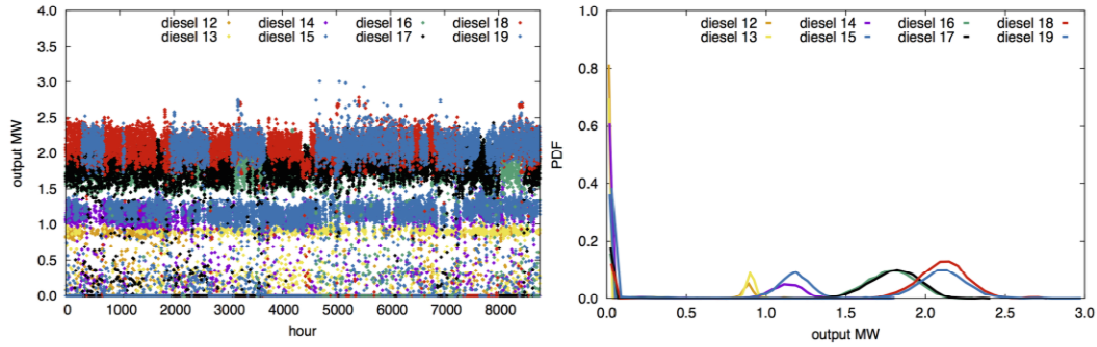 4.0
3.5
3.0
2.5
2.0
1.5
1.0
0.5
0.0
output MW
diesel 12 diesel 14 diesel 16 diesel 18
diesel 13 diesel 15 diesel 17 diesel 19
0 1000 2000 3000 4000 5000 6000 7000 8000
hour
1.0
0.8
0.6
0.4
0.2
0.0
PDF
diesel 12 diesel 14 diesel 16 diesel 18
diesel 13 diesel 15 diesel 17 diesel 19
0.0 0.5 1.0 1.5 2.0 2.5 3.0
output MW